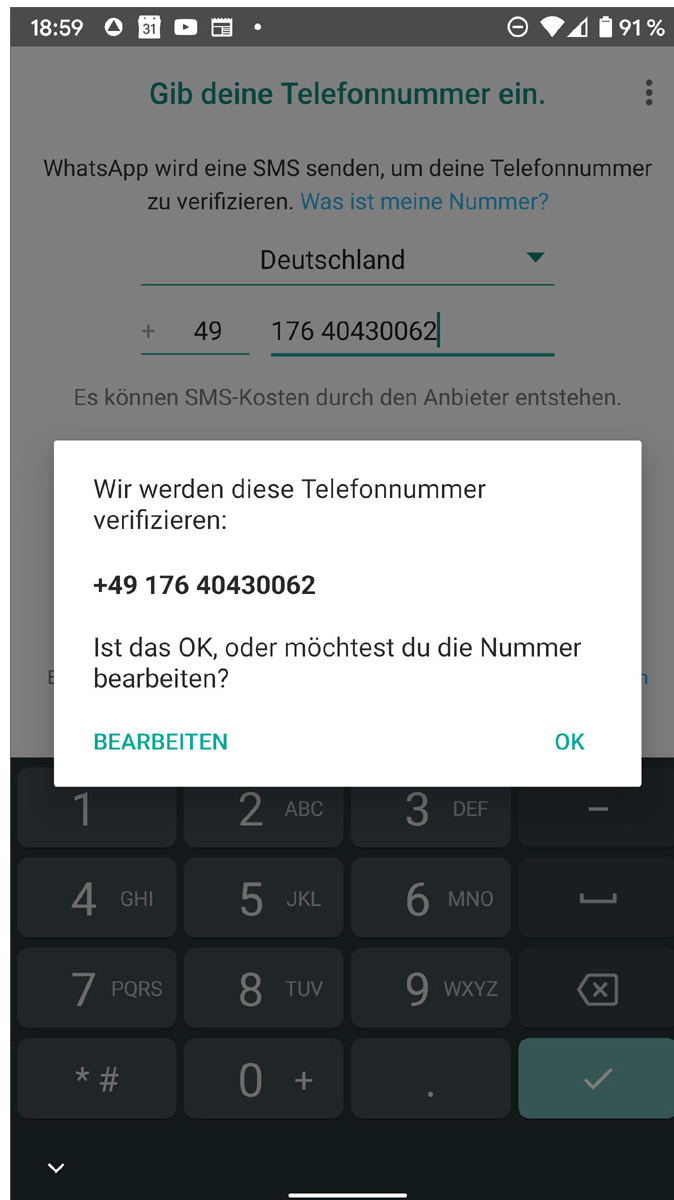 18:59 31 91 %
Gib deine Telefonnummer ein.
WhatsApp wird eine SMS senden, um deine Telefonnummer
zu verifizieren. Was ist meine Nummer?
Deutschland
+ 49 176 40430062
Es können SMS-Kosten durch den Anbieter entstehen.
Wir werden diese Telefonnummer
verifizieren:
+49 176 40430062
Ist das OK, oder möchtest du die Nummer
bearbeiten?
BEARBEITEN OK
1 2 ABC 3 DEF –
4 GHI 5 JKL 6 MNO
7 PQRS 8 TUV 9 WXYZ
* # 0 + .